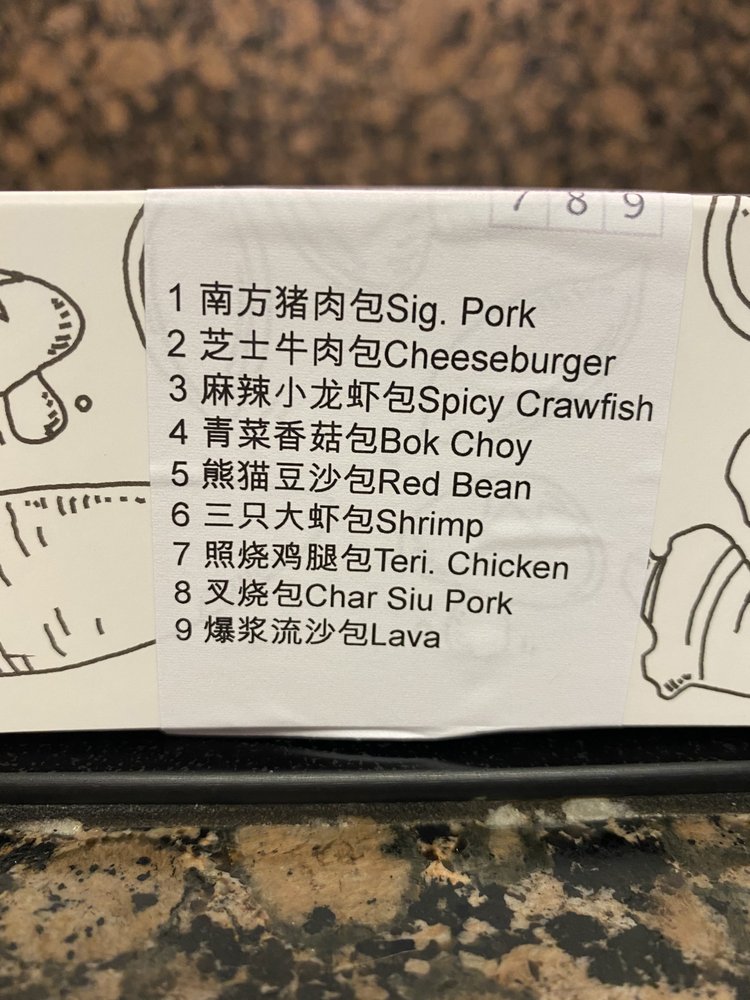 7 8 9
1 南方猪肉包Sig. Pork
2 芝士牛肉包Cheeseburger
3 麻辣小龙虾包Spicy Crawfish
4 青菜香菇包Bok Choy
5 熊猫豆沙包Red Bean
6 三只大虾包Shrimp
7 照烧鸡腿包Teri. Chicken
8 叉烧包Char Siu Pork
9 爆浆流沙包Lava